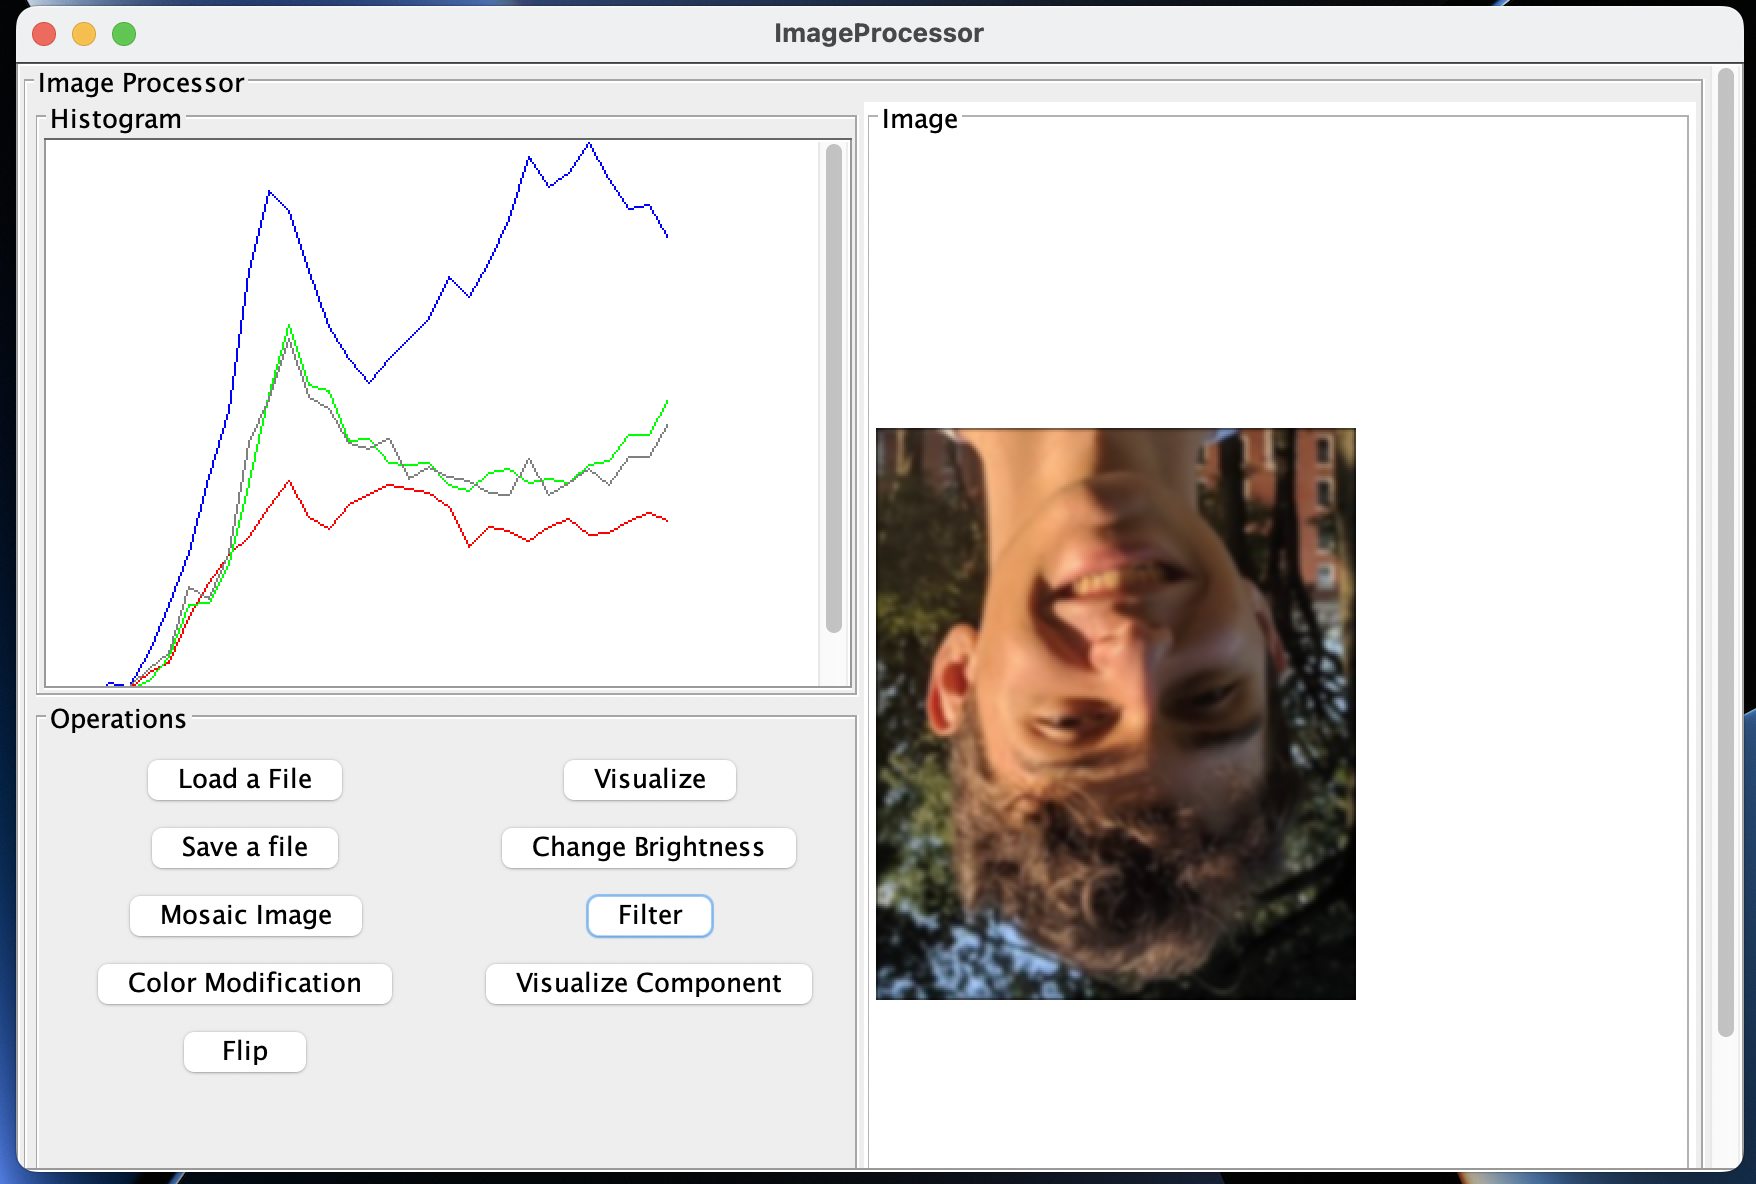 ImageProcessor
Image Processor
Histogram
Image
Operations
Load a File
Visualize
Save a file
Change Brightness
Mosaic Image
Filter
Color Modification
Visualize Component
Flip